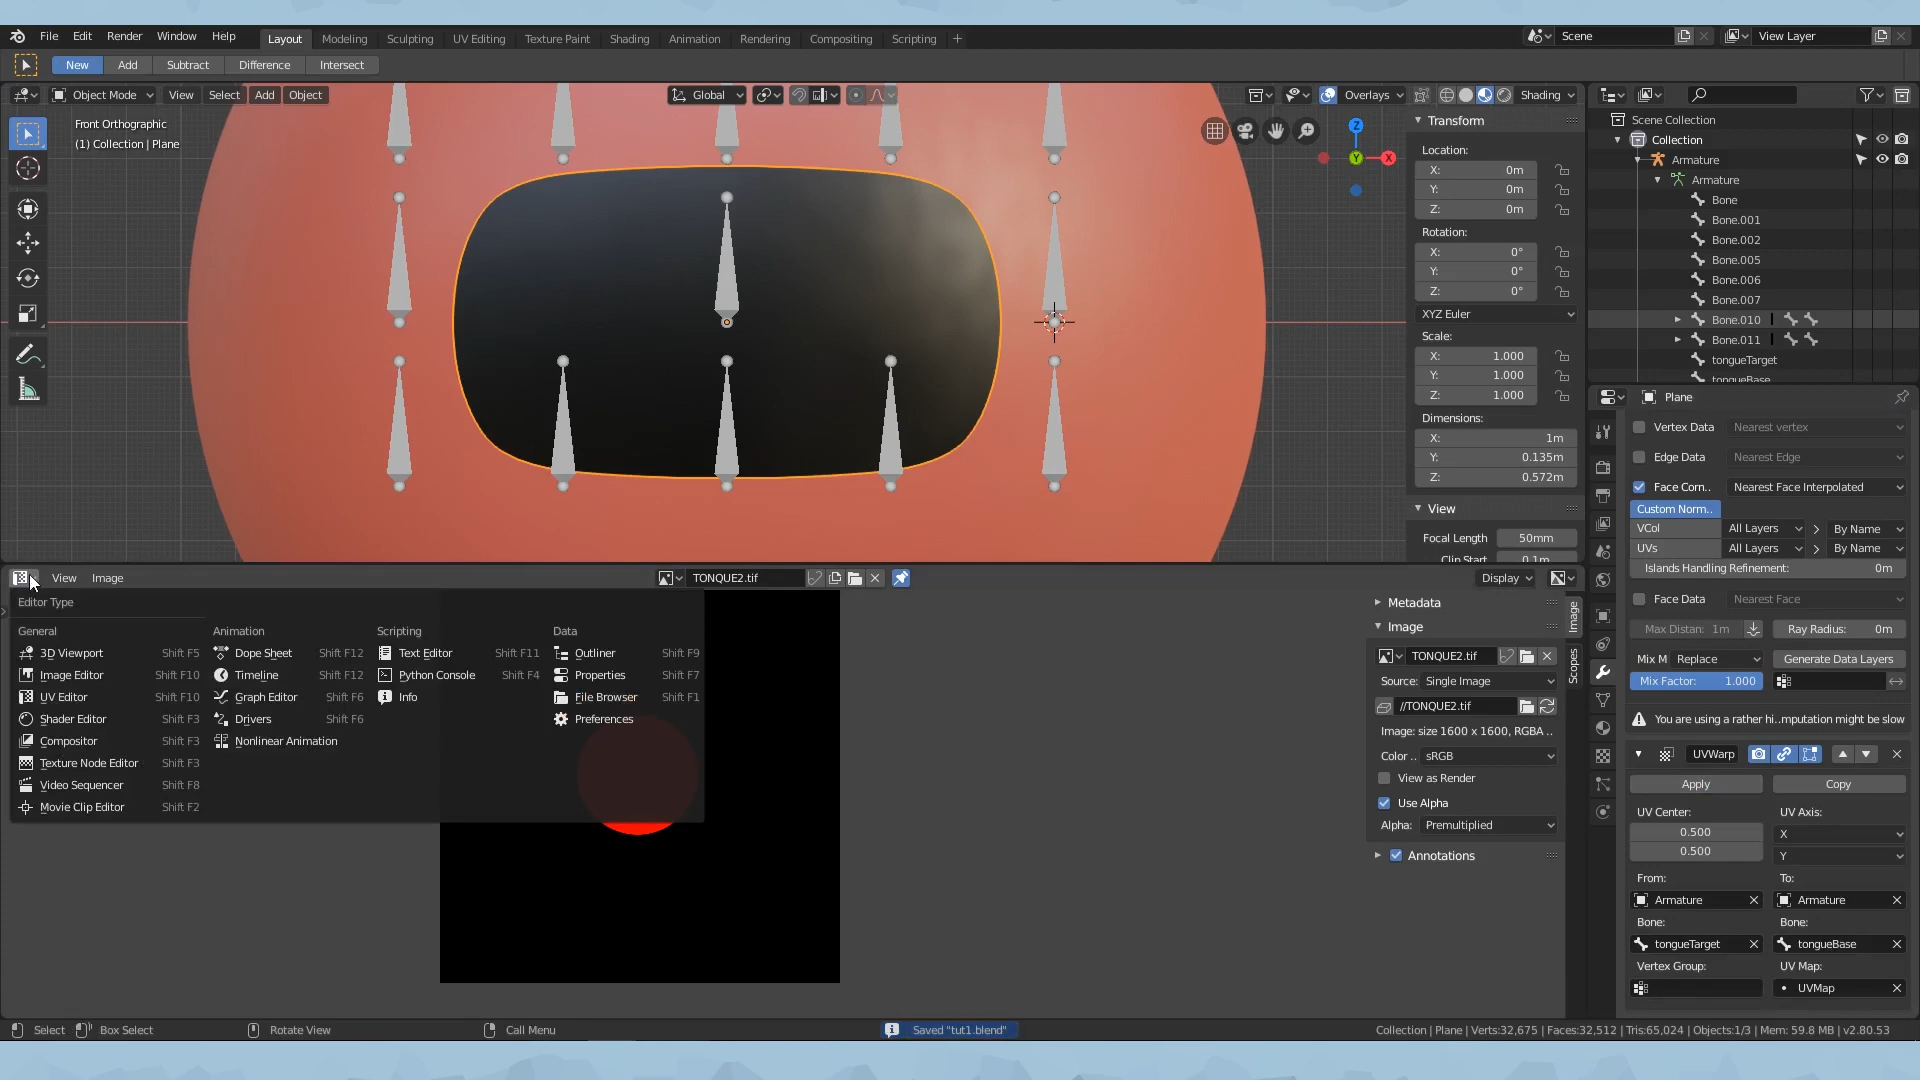 File Edit Render Window Help Layout Modeling Sculpting UV Editing Texture Paint Shading Animation Rendering Compositing Scripting + Scene View Layer
New Add Subtract Difference Intersect
Object Mode View Select Add Object Global Overlays Shading
Front Orthographic
(1) Collection | Plane
Z
Y
X
Transform
Location:
X: 0m
Y: 0m
Z: 0m
Rotation:
X: 0°
Y: 0°
Z: 0°
XYZ Euler
Scale:
X: 1.000
Y: 1.000
Z: 1.000
Dimensions:
X: 1m
Y: 0.135m
Z: 0.572m
View
Focal Length 50mm
Clip Start 0.1m
Scene Collection
Collection
Armature
Armature
Bone
Bone.001
Bone.002
Bone.005
Bone.006
Bone.007
Bone.010
Bone.011
tongueTarget
tongueBase
Plane
Vertex Data Nearest vertex
Edge Data Nearest Edge
Face Corn.. Nearest Face Interpolated
Custom Norm..
VCol All Layers By Name
UVs All Layers By Name
Islands Handling Refinement: 0m
Face Data Nearest Face
Max Distan: 1m Ray Radius: 0m
Mix M Replace Generate Data Layers
Mix Factor: 1.000
You are using a rather hi..mputation might be slow
UVWarp
Apply Copy
UV Center: UV Axis:
0.500 X
0.500 Y
From: To:
Armature Armature
Bone: Bone:
tongueTarget tongueBase
Vertex Group: UV Map:
UVMap
View Image TONQUE2.tif Display
Editor Type
General Animation Scripting Data
3D Viewport Shift F5 Dope Sheet Shift F12 Text Editor Shift F11 Outliner Shift F9
Image Editor Shift F10 Timeline Shift F12 Python Console Shift F4 Properties Shift F7
UV Editor Shift F10 Graph Editor Shift F6 Info File Browser Shift F1
Shader Editor Shift F3 Drivers Shift F6 Preferences
Compositor Shift F3 Nonlinear Animation
Texture Node Editor Shift F3
Video Sequencer Shift F8
Movie Clip Editor Shift F2
Metadata
Image
TONQUE2.tif
Source: Single Image
//TONQUE2.tif
Image: size 1600 x 1600, RGBA ..
Color .. sRGB
View as Render
Use Alpha
Alpha: Premultiplied
Annotations
Image
Scopes
Select Box Select Rotate View Call Menu Saved "tut1.blend" Collection | Plane | Verts:32,675 | Faces:32,512 | Tris:65,024 | Objects:1/3 | Mem: 59.8 MB | v2.80.53